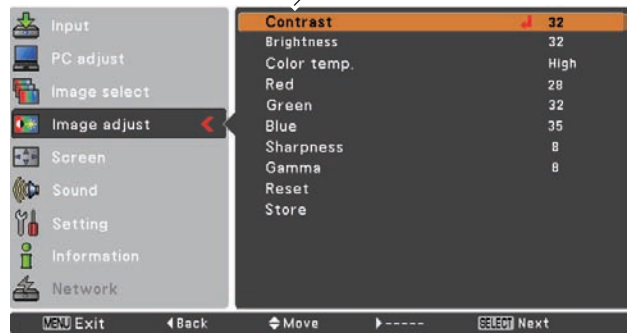 Input
PC adjust
Image select
Image adjust
Screen
Sound
Setting
Information
Network
Contrast 32
Brightness 32
Color temp. High
Red 28
Green 32
Blue 35
Sharpness 8
Gamma 8
Reset
Store
MENU Exit Back Move ----- SELECT Next